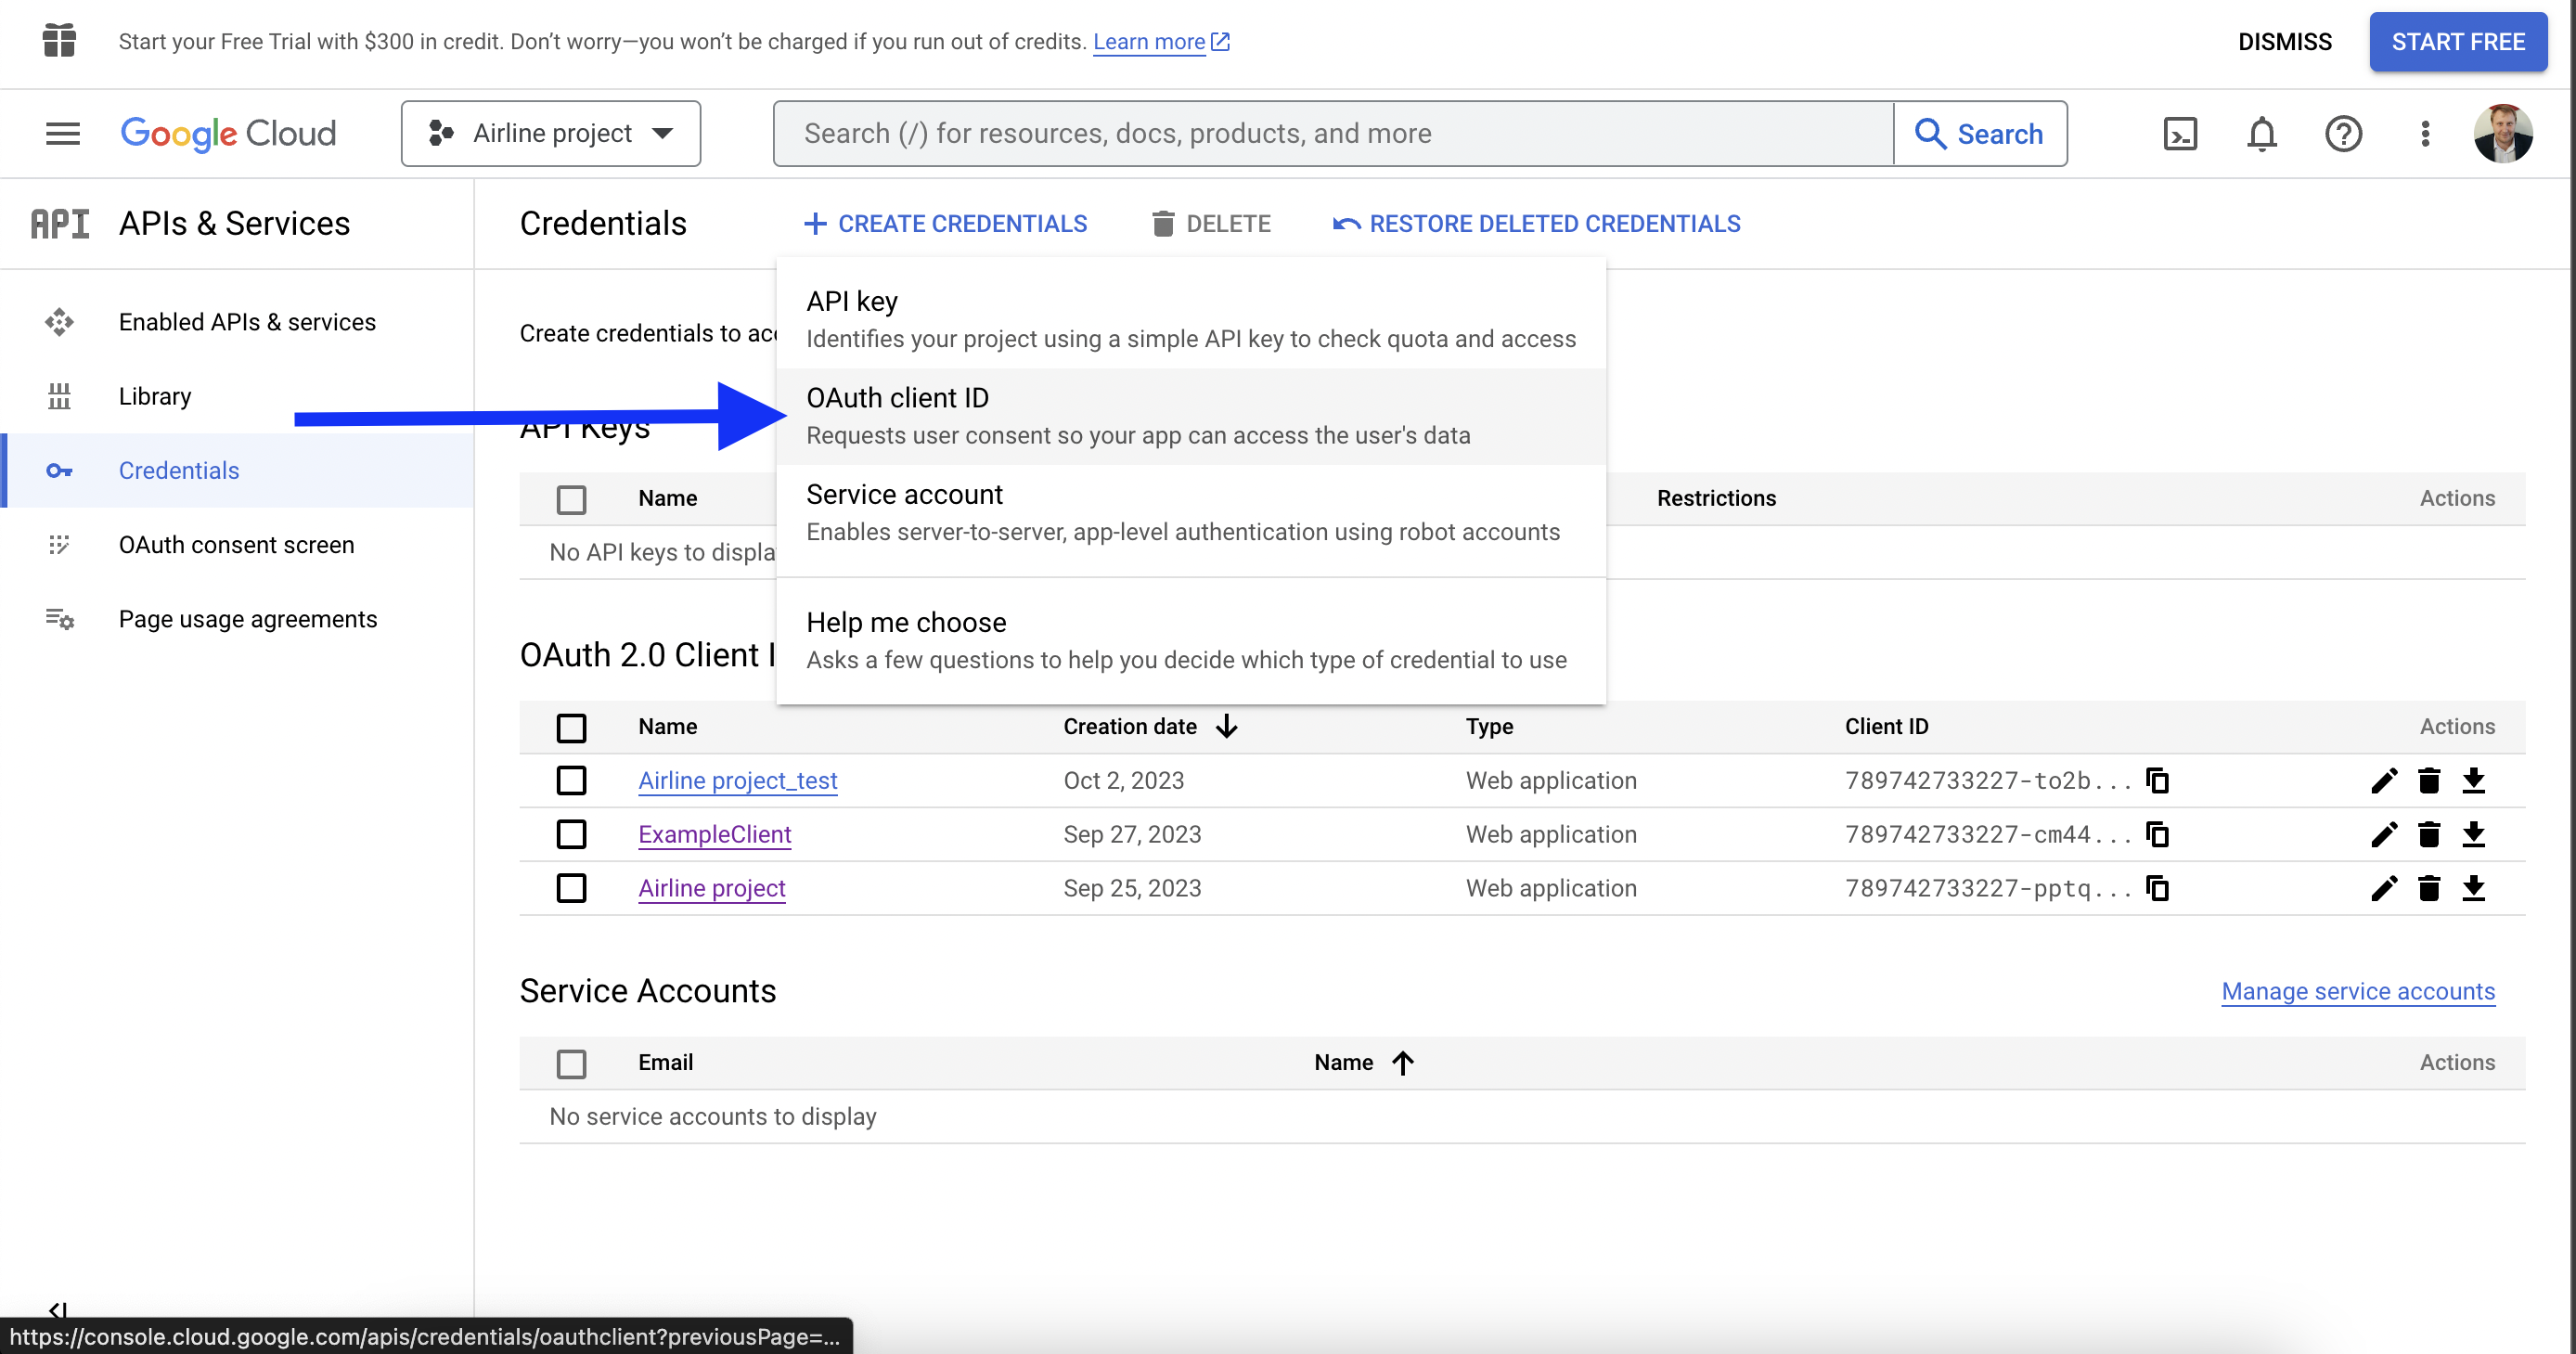 Start your Free Trial with $300 in credit. Don’t worry—you won’t be charged if you run out of credits. Learn more
DISMISS
START FREE
Google Cloud
Airline project
Search (/) for resources, docs, products, and more
Search
API APIs & Services
Credentials
CREATE CREDENTIALS
DELETE
RESTORE DELETED CREDENTIALS
Enabled APIs & services
Library
Credentials
OAuth consent screen
Page usage agreements
Create credentials to acc
API key
Identifies your project using a simple API key to check quota and access
OAuth client ID
Requests user consent so your app can access the user's data
Service account
Enables server-to-server, app-level authentication using robot accounts
Help me choose
Asks a few questions to help you decide which type of credential to use
API Keys
Name Restrictions Actions
No API keys to displa
OAuth 2.0 Client I
Name Creation date Type Client ID Actions
Airline project_test Oct 2, 2023 Web application 789742733227-to2b...
ExampleClient Sep 27, 2023 Web application 789742733227-cm44...
Airline project Sep 25, 2023 Web application 789742733227-pptq...
Service Accounts
Manage service accounts
Email Name Actions
No service accounts to display
https://console.cloud.google.com/apis/credentials/oauthclient?previousPage=...